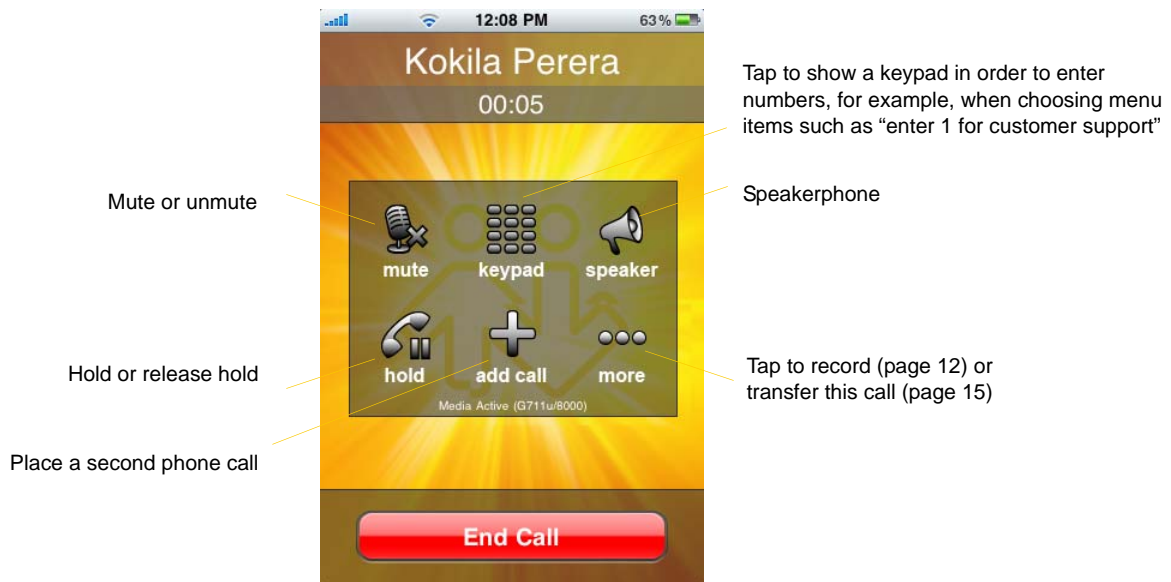 12:08 PM
63%
Kokila Perera
00:05
Tap to show a keypad in order to enter
numbers, for example, when choosing menu
items such as “enter 1 for customer support”
Mute or unmute
Speakerphone
mute
keypad
speaker
Hold or release hold
hold
add call
more
Tap to record (page 12) or
transfer this call (page 15)
Media Active (G711u/8000)
Place a second phone call
End Call